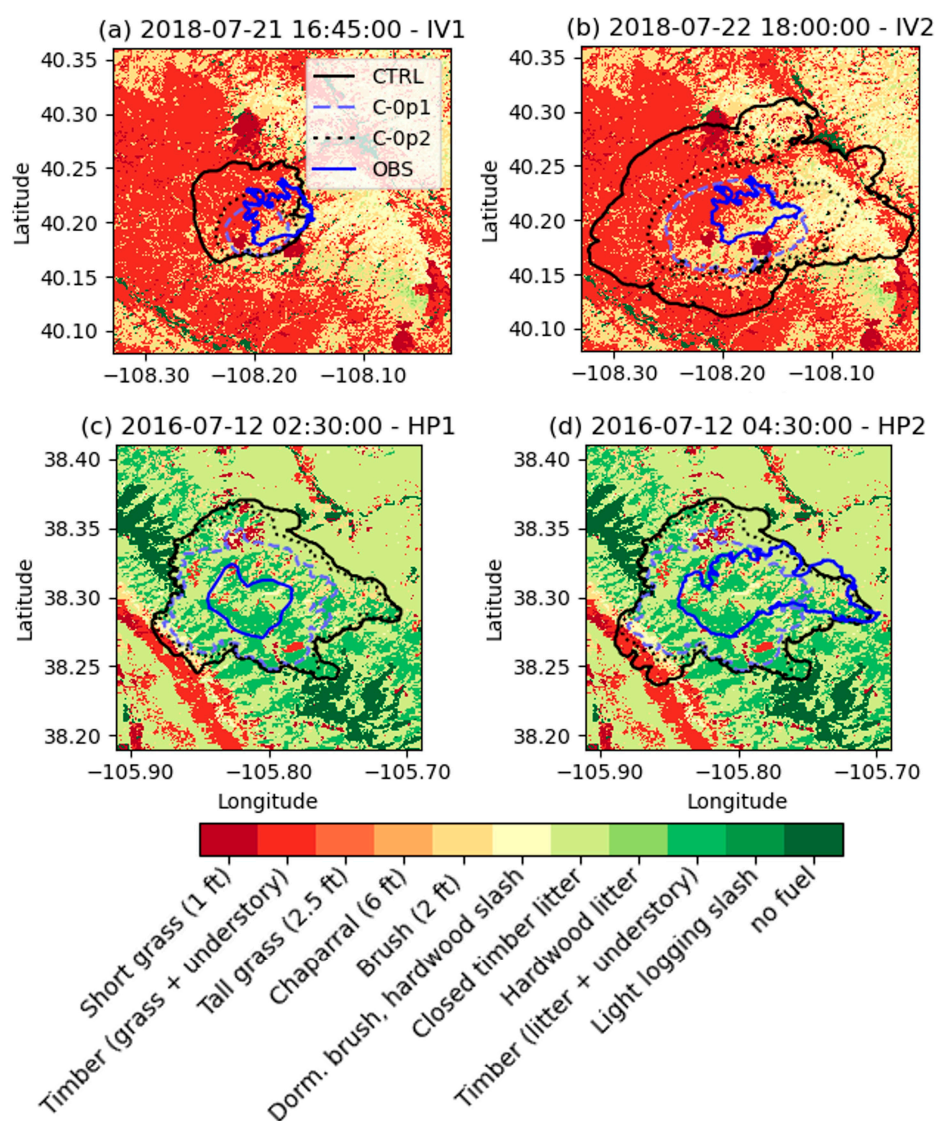 (a) 2018-07-21 16:45:00 - IV1
(b) 2018-07-22 18:00:00 - IV2
CTRL
C-0p1
C-0p2
OBS
40.35
40.30
40.25
40.20
40.15
40.10
Latitude
−108.30 −108.20 −108.10
40.35
40.30
40.25
40.20
40.15
40.10
Latitude
−108.30 −108.20 −108.10
(c) 2016-07-12 02:30:00 - HP1
(d) 2016-07-12 04:30:00 - HP2
38.40
38.35
38.30
38.25
38.20
Latitude
−105.90 −105.80 −105.70
Longitude
38.40
38.35
38.30
38.25
38.20
Latitude
−105.90 −105.80 −105.70
Longitude
Short grass (1 ft)
Timber (grass + understory)
Tall grass (2.5 ft)
Chaparral (6 ft)
Brush (2 ft)
Dorm. brush, hardwood slash
Closed timber litter
Hardwood litter
Timber (litter + understory)
Light logging slash
no fuel